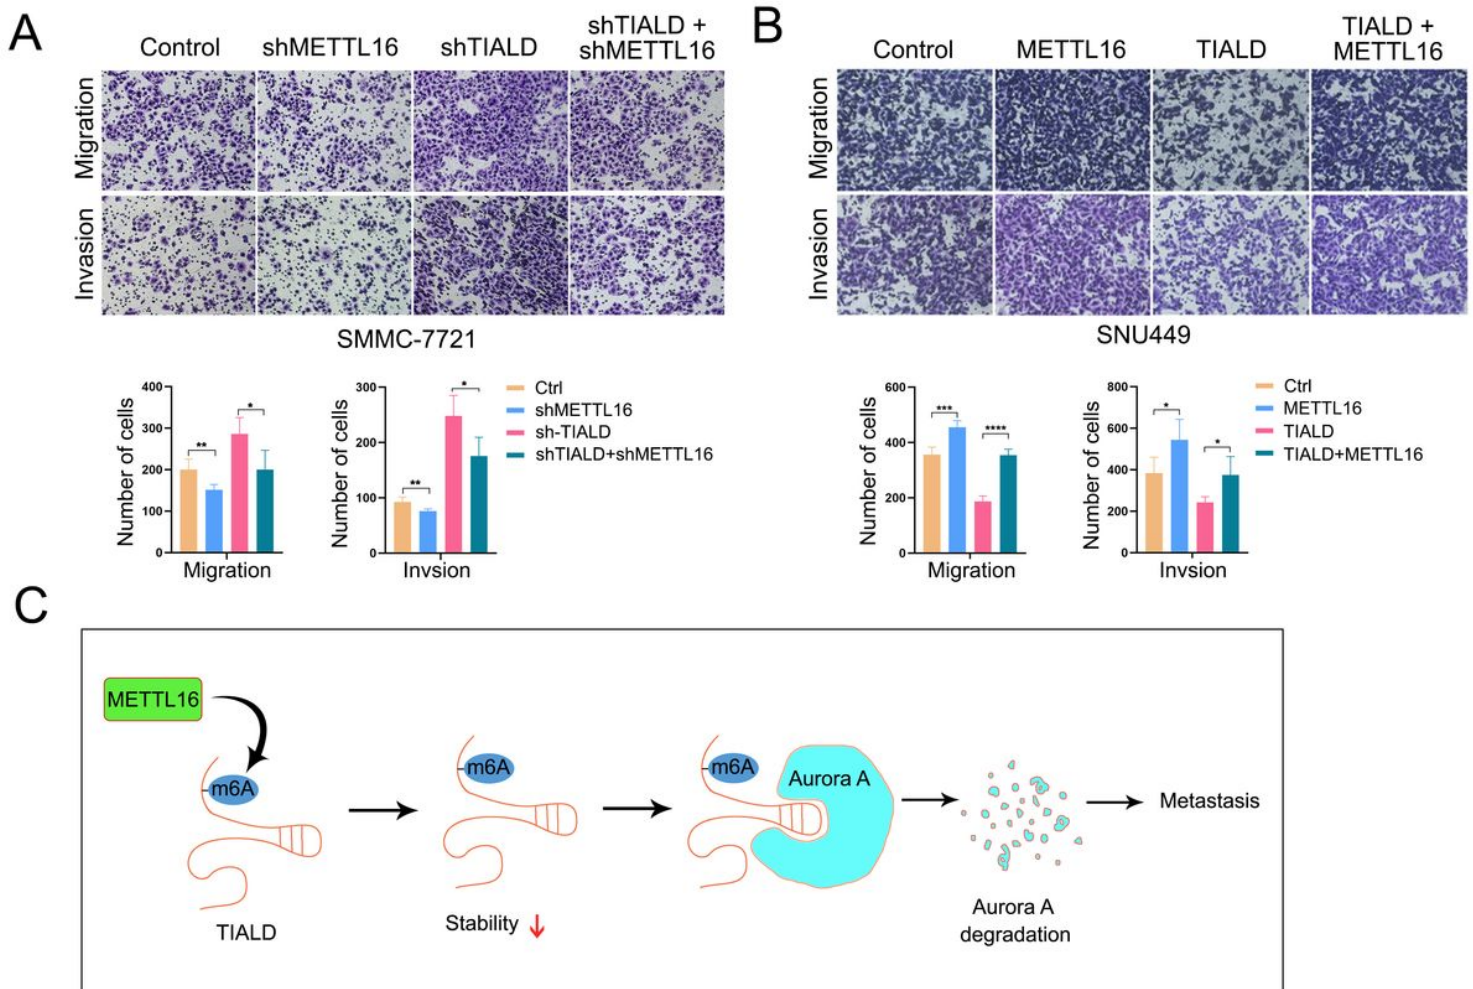 A
Control
shMETTL16
shTIALD
shTIALD +
shMETTL16
Migration
Invasion
SMMC-7721
Number of cells
400
300
200
100
0
**
*
Migration
Number of cells
300
200
100
0
**
*
Invsion
Ctrl
shMETTL16
sh-TIALD
shTIALD+shMETTL16
B
Control
METTL16
TIALD
TIALD +
METTL16
Migration
Invasion
SNU449
Number of cells
600
400
200
0
***
****
Migration
Number of cells
800
600
400
200
0
*
*
Invsion
Ctrl
METTL16
TIALD
TIALD+METTL16
C
METTL16
m6A
TIALD
m6A
Stability ↓
m6A
Aurora A
Aurora A
degradation
Metastasis